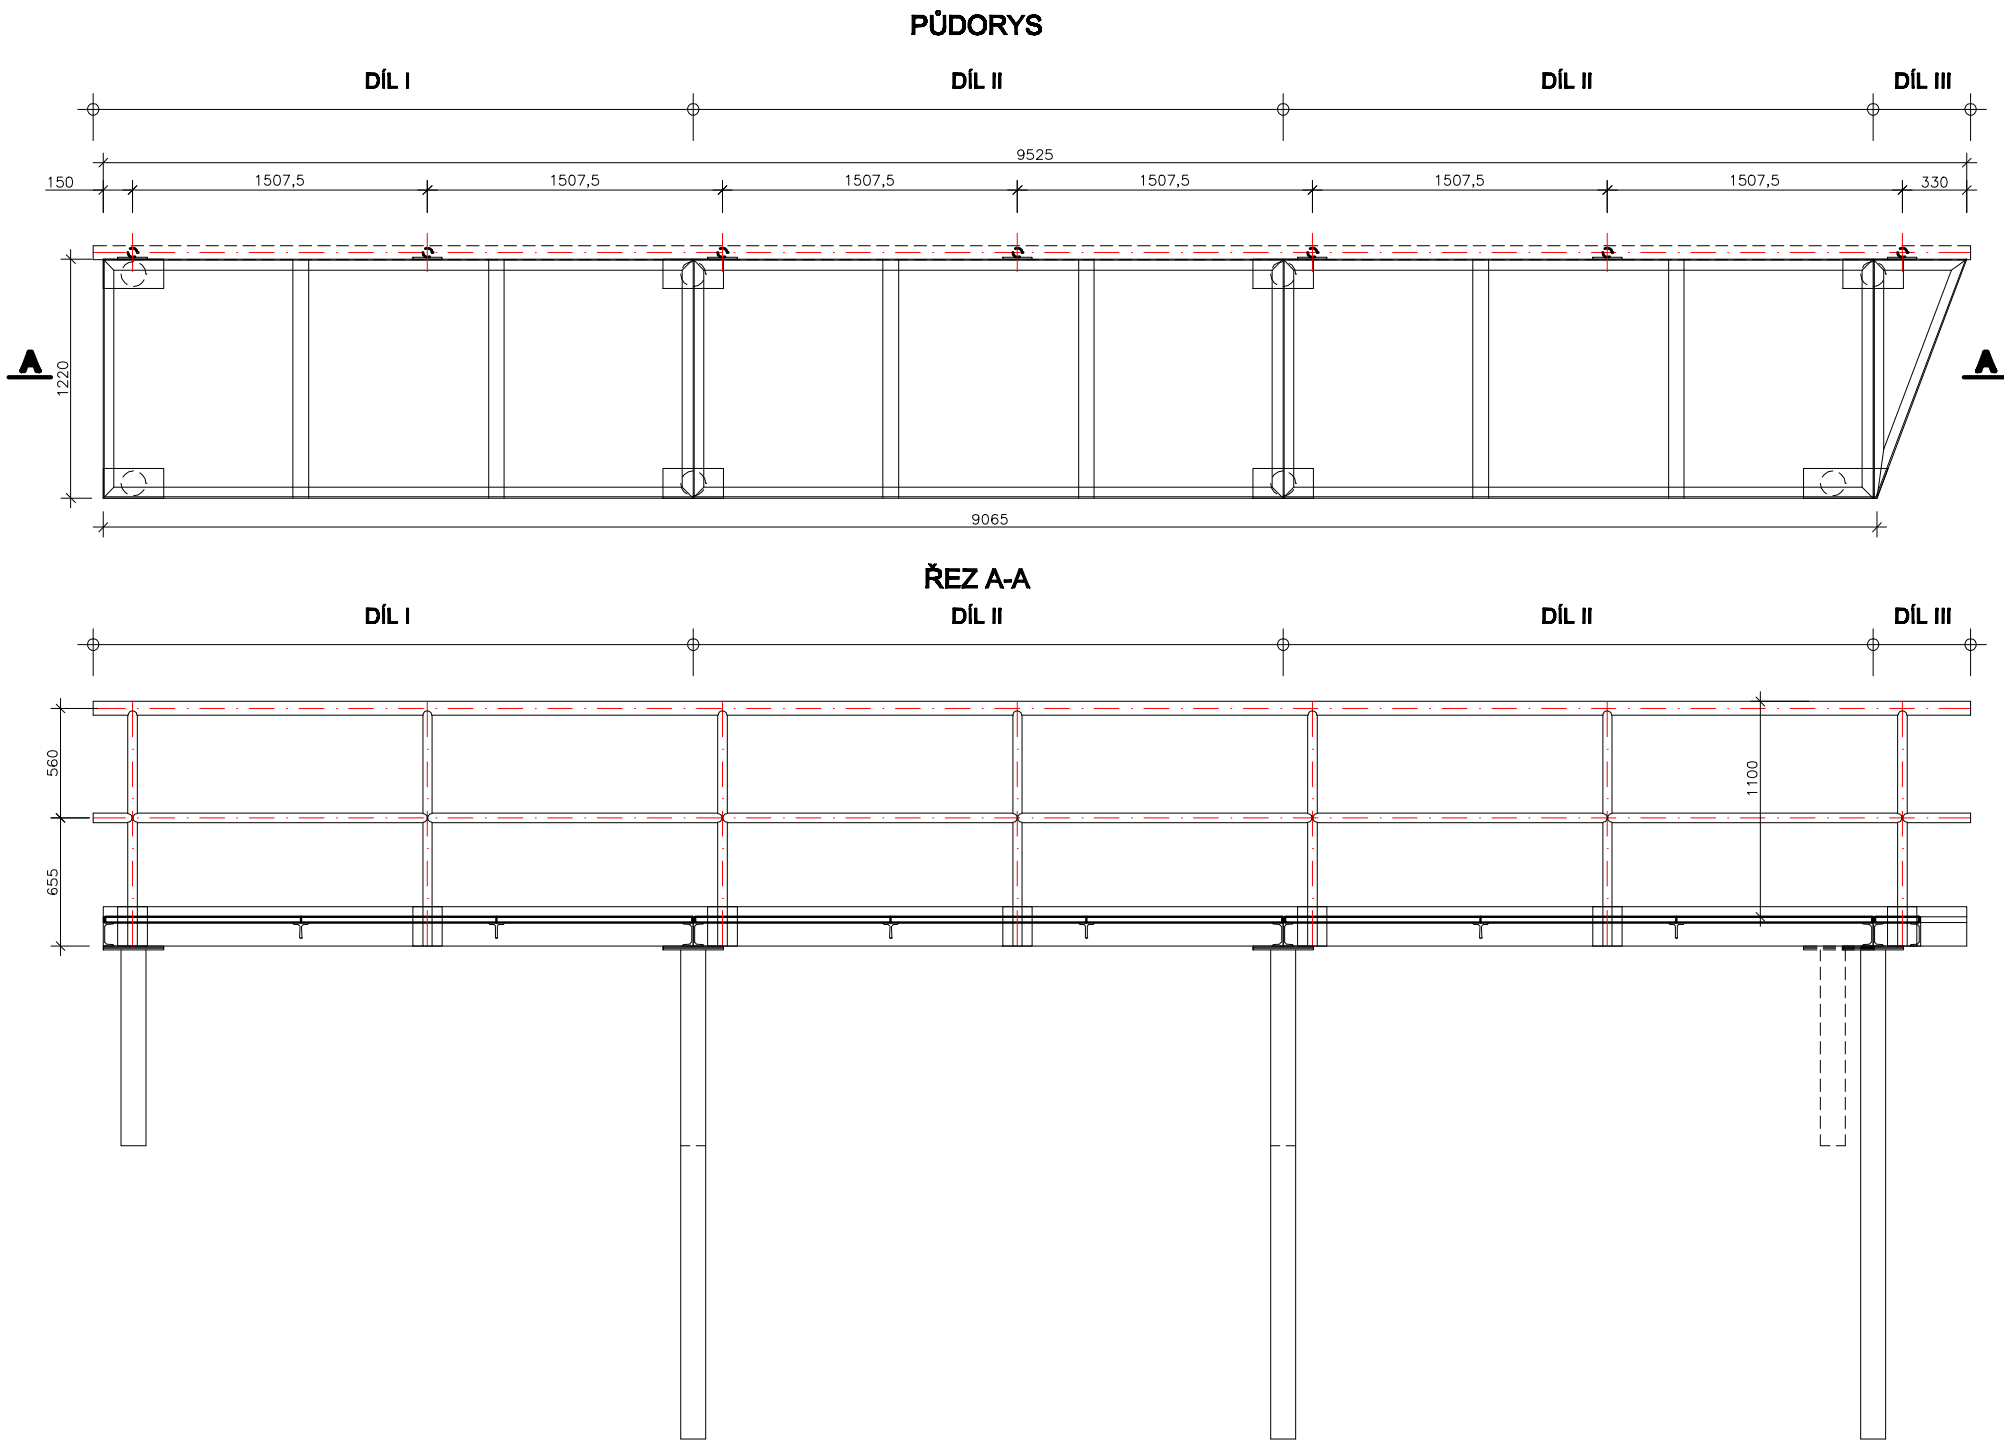 PŮDORYS
DÍL I DÍL II DÍL II DÍL III
9525
150 1507,5 1507,5 1507,5 1507,5 1507,5 1507,5 330
A A
1220
9065
ŘEZ A-A
DÍL I DÍL II DÍL II DÍL III
560
1100
655